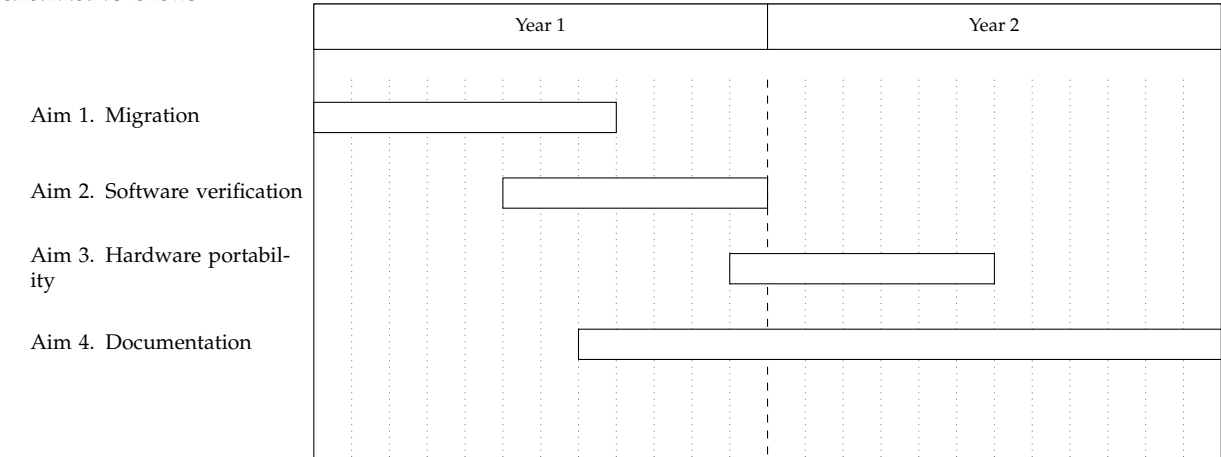 Year 1 Year 2
Aim 1. Migration
Aim 2. Software verification
Aim 3. Hardware portabil-
ity
Aim 4. Documentation